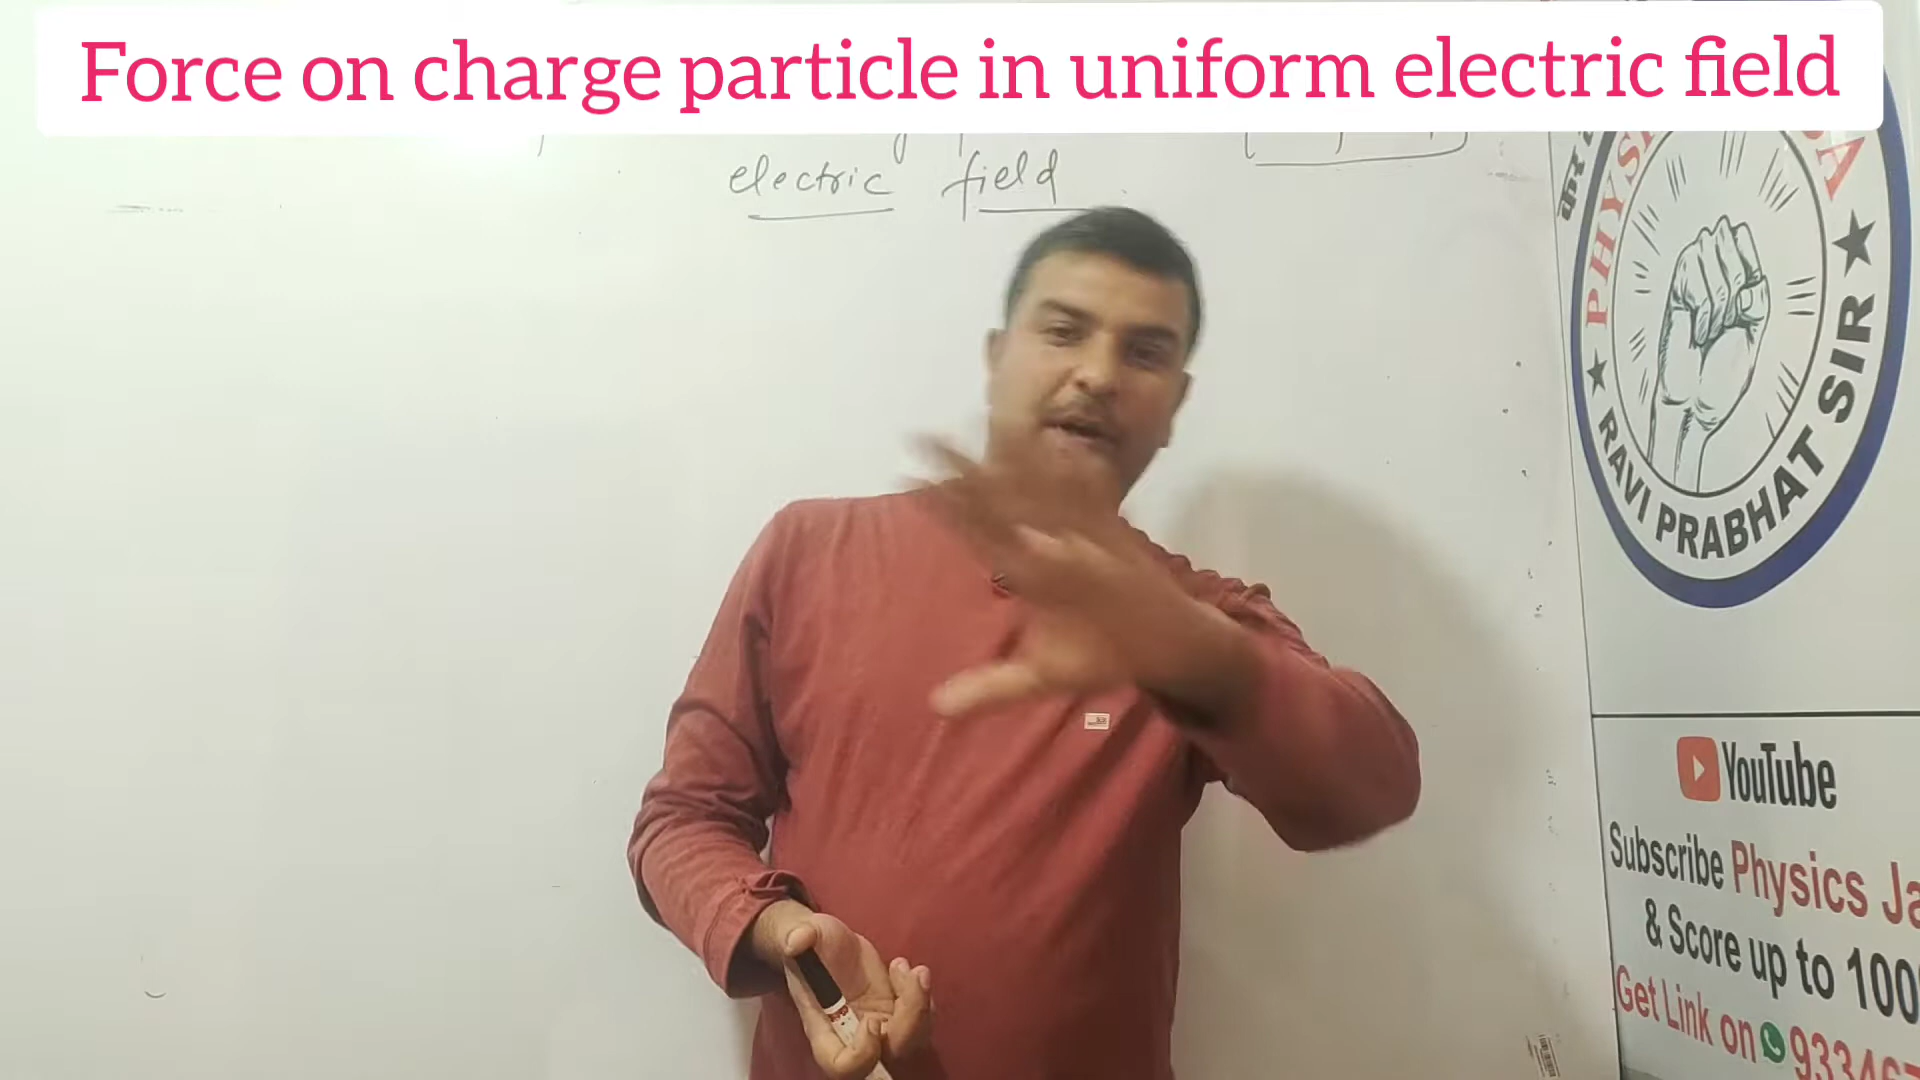 Force on charge particle in uniform electric field
electric field
RAVI PRABHAT SIR
YouTube
Subscribe Physics
& Score up to
Get Link on